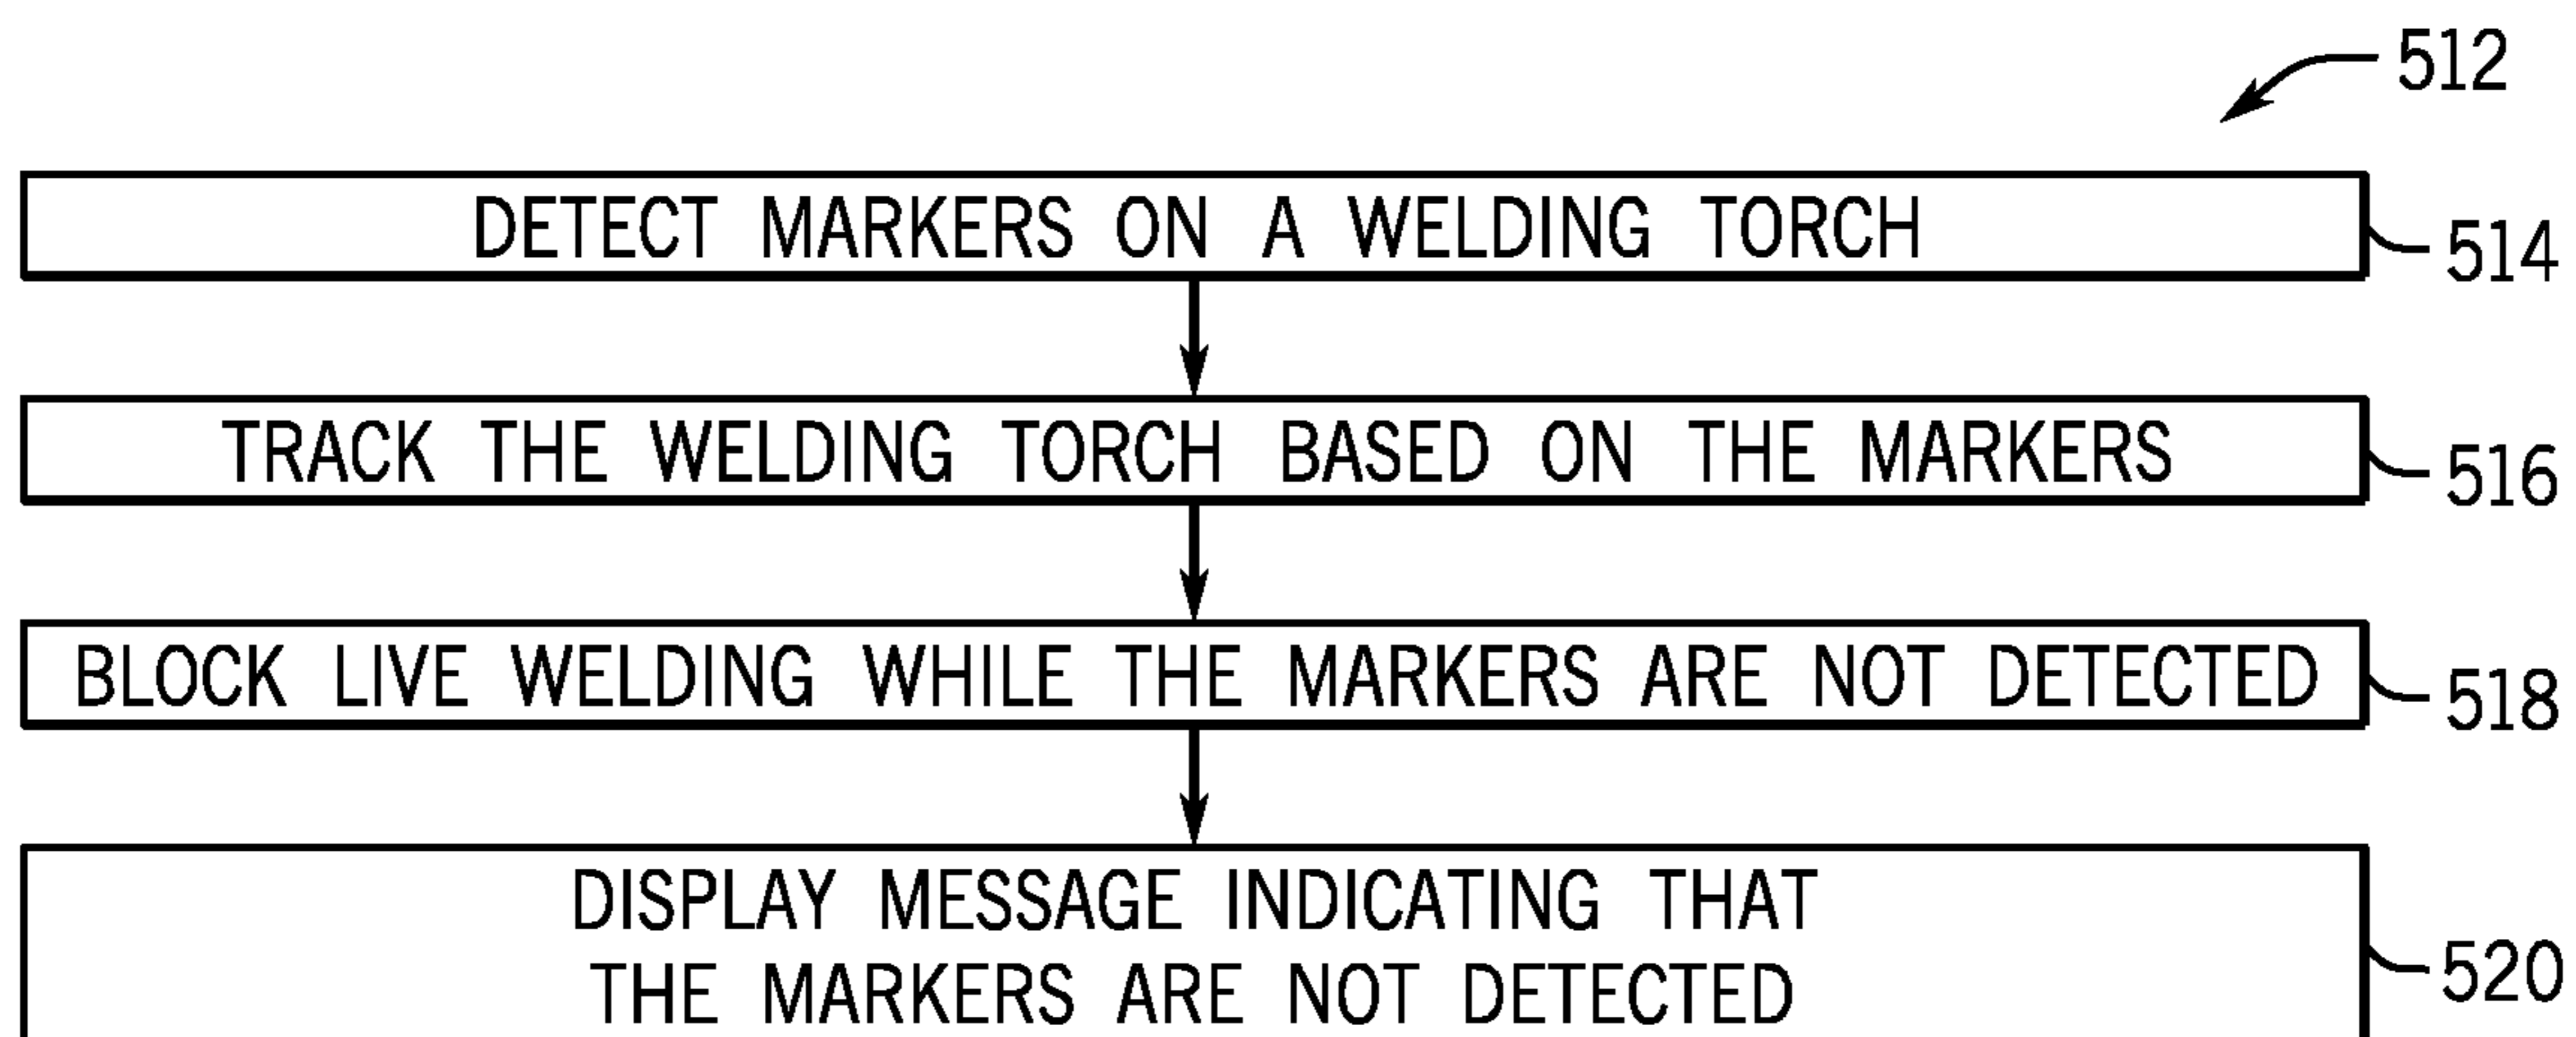 512
DETECT MARKERS ON A WELDING TORCH
514
TRACK THE WELDING TORCH BASED ON THE MARKERS
516
BLOCK LIVE WELDING WHILE THE MARKERS ARE NOT DETECTED
518
DISPLAY MESSAGE INDICATING THAT
THE MARKERS ARE NOT DETECTED
520